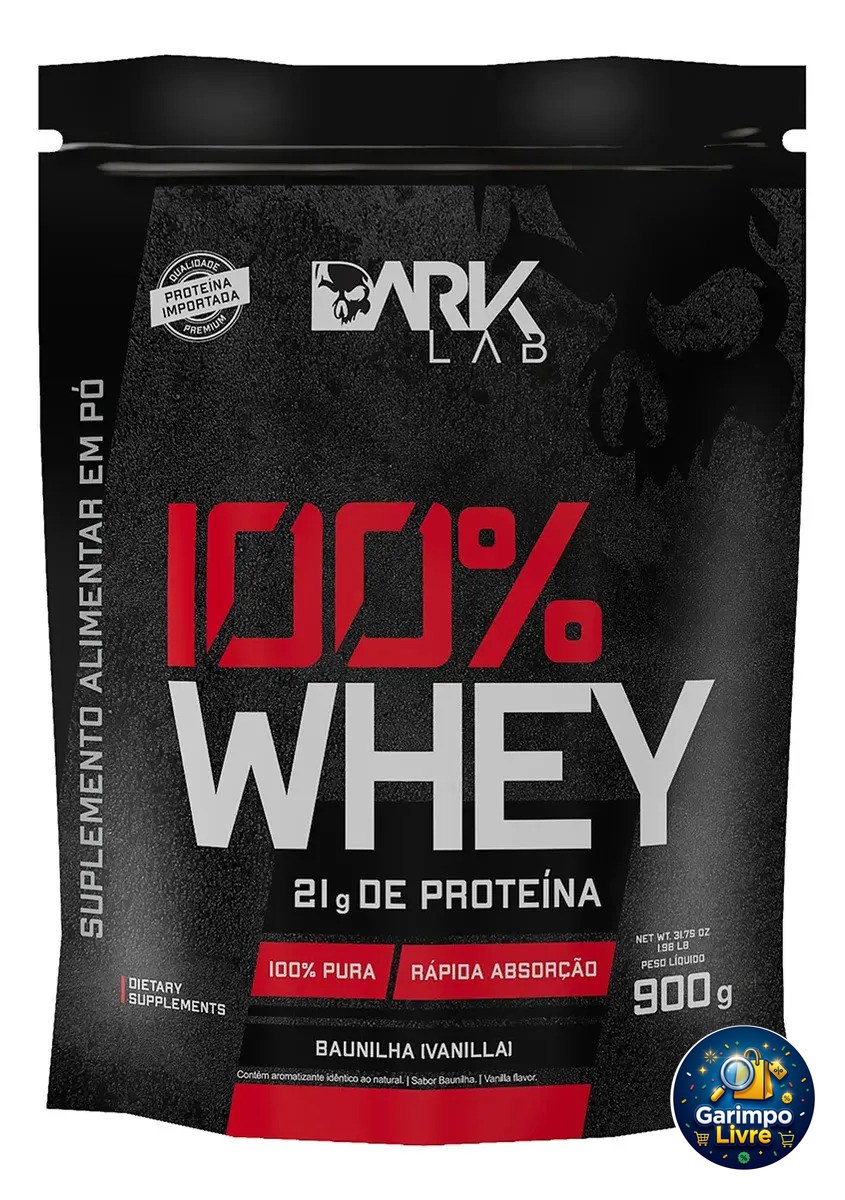 QUALIDADE
PROTEÍNA
IMPORTADA
PREMIUM
DARK
LAB
SUPLEMENTO ALIMENTAR EM PÓ
100%
WHEY
21g DE PROTEÍNA
100% PURA
RÁPIDA ABSORÇÃO
NET WT. 31.75 OZ
1.98 LB
PESO LÍQUIDO
900g
DIETARY
SUPPLEMENTS
BAUNILHA (VANILLA)
Contém aromatizante idêntico ao natural. | Sabor Baunilha. | Vanilla flavor.
Garimpo
Livre